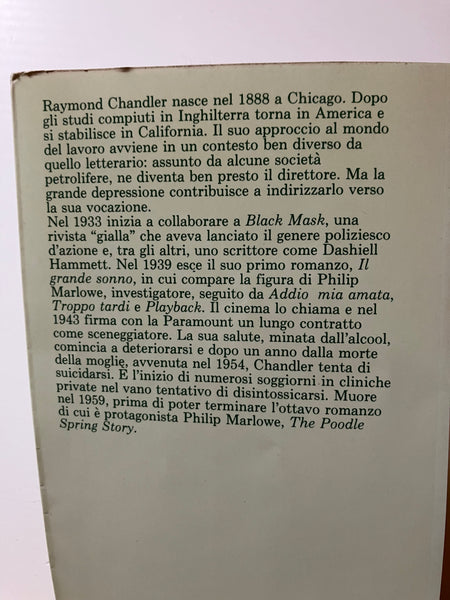 Raymond Chandler nasce nel 1888 a Chicago. Dopo
gli studi compiuti in Inghilterra torna in America e
si stabilisce in California. Il suo approccio al mondo
del lavoro avviene in un contesto ben diverso da
quello letterario: assunto da alcune società
petrolifere, ne diventa ben presto il direttore. Ma la
grande depressione contribuisce a indirizzarlo verso
la sua vocazione.
Nel 1933 inizia a collaborare a Black Mask, una
rivista “gialla” che aveva lanciato il genere poliziesco
d'azione e, tra gli altri, uno scrittore come Dashiell
Hammett. Nel 1939 esce il suo primo romanzo, Il
grande sonno, in cui compare la figura di Philip
Marlowe, investigatore, seguito da Addio mia amata,
Troppo tardi e Playback. Il cinema lo chiama e nel
1943 firma con la Paramount un lungo contratto
come sceneggiatore. La sua salute, minata dall'alcool,
comincia a deteriorarsi e dopo un anno dalla morte
della moglie, avvenuta nel 1954, Chandler tenta di
suicidarsi. È l'inizio di numerosi soggiorni in cliniche
private nel vano tentativo di disintossicarsi. Muore
nel 1959, prima di poter terminare l'ottavo romanzo
di cui è protagonista Philip Marlowe, The Poodle
Spring Story.